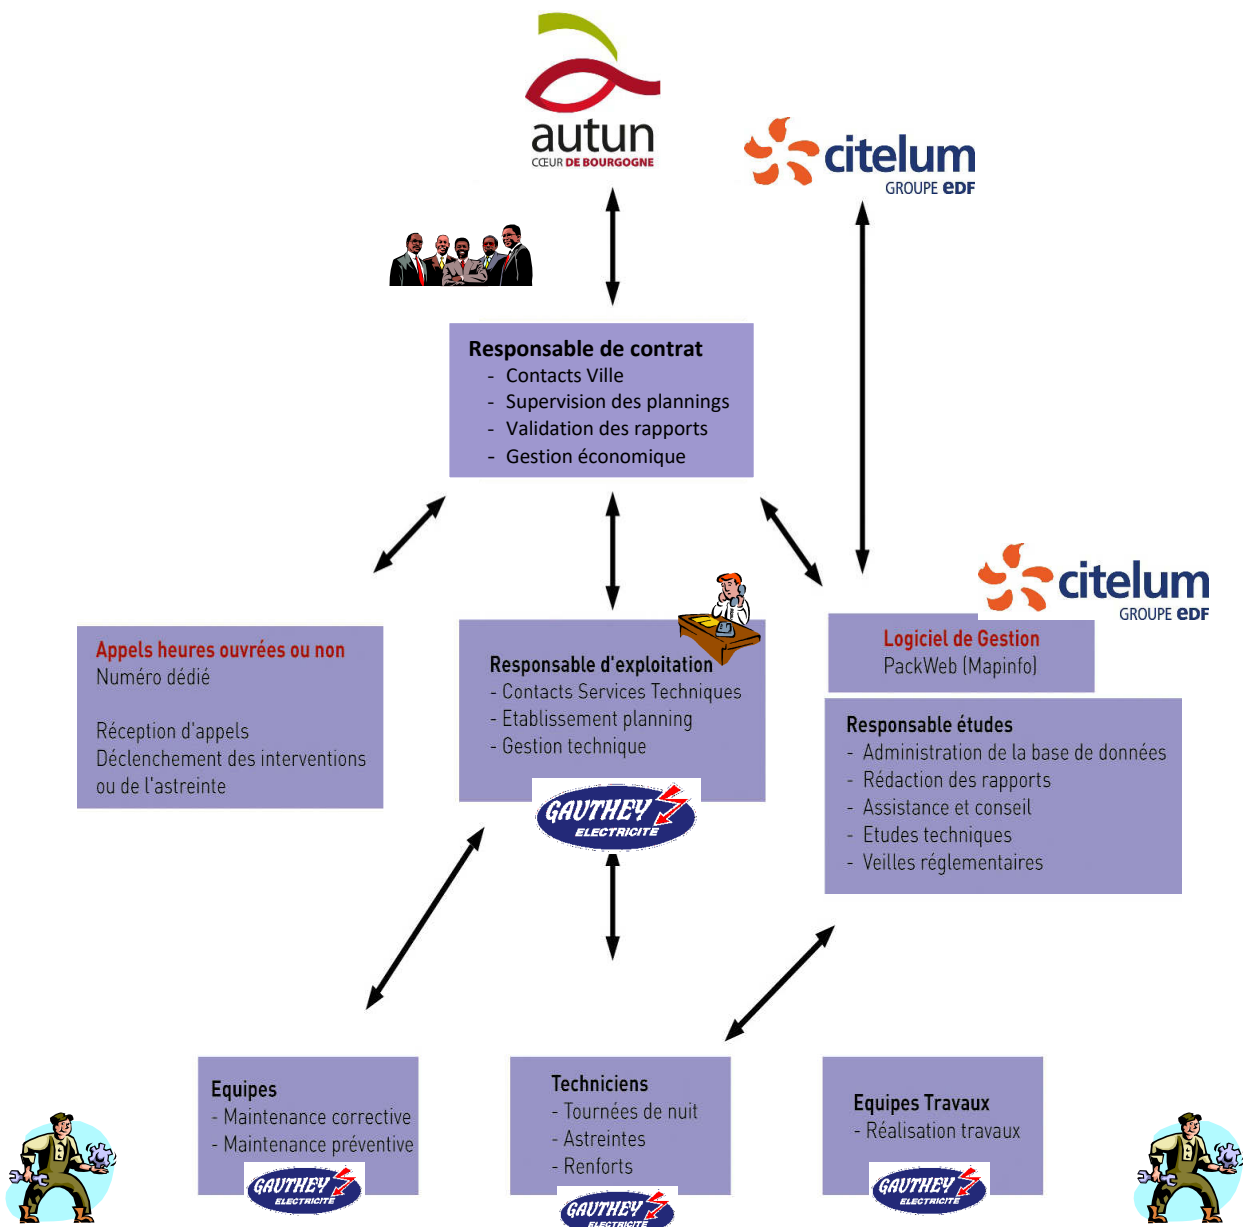 autun
CŒUR DE BOURGOGNE
citelum
GROUPE eDF
Responsable de contrat
- Contacts Ville
- Supervision des plannings
- Validation des rapports
- Gestion économique
citelum
GROUPE eDF
Appels heures ouvrées ou non
Numéro dédié
Réception d'appels
Déclenchement des interventions
ou de l'astreinte
Responsable d'exploitation
- Contacts Services Techniques
- Etablissement planning
- Gestion technique
GAUTHEY
ELECTRICITÉ
Logiciel de Gestion
PackWeb (Mapinfo)
Responsable études
- Administration de la base de données
- Rédaction des rapports
- Assistance et conseil
- Etudes techniques
- Veilles réglementaires
Equipes
- Maintenance corrective
- Maintenance préventive
GAUTHEY
ELECTRICITÉ
Techniciens
- Tournées de nuit
- Astreintes
- Renforts
GAUTHEY
ELECTRICITÉ
Equipes Travaux
- Réalisation travaux
GAUTHEY
ELECTRICITÉ